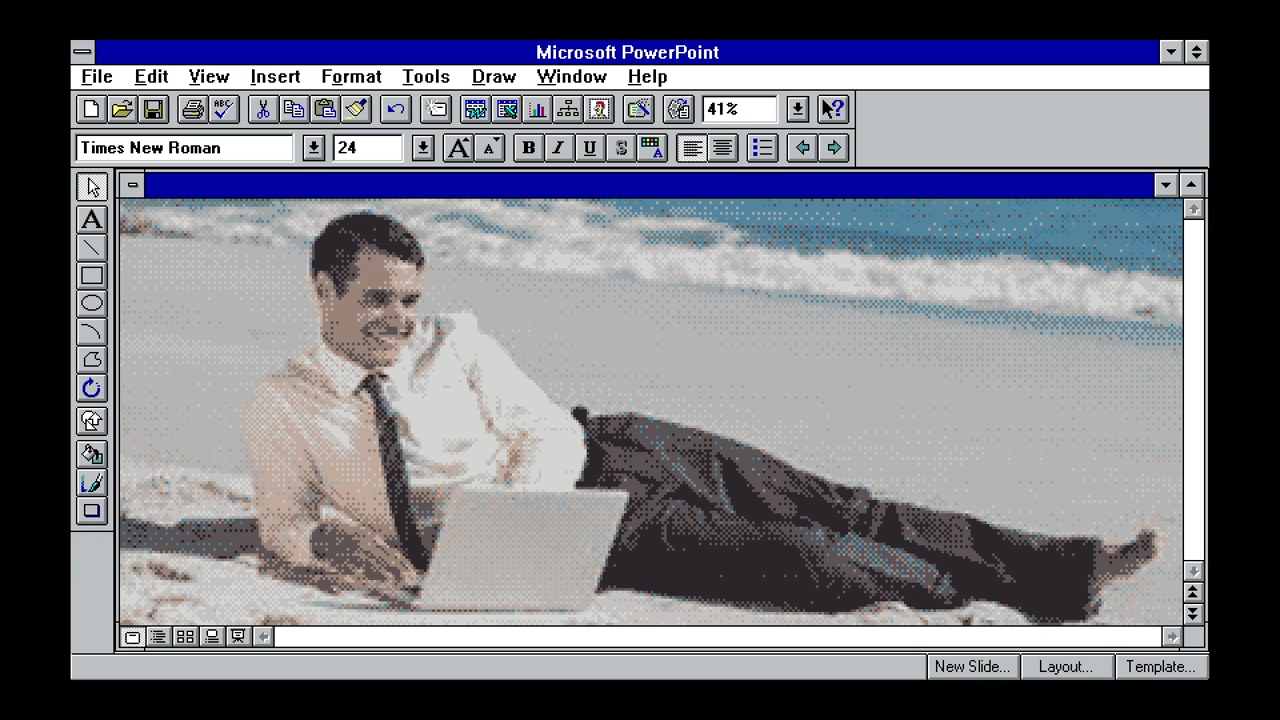 Microsoft PowerPoint
File Edit View Insert Format Tools Draw Window Help
ABC 41% ?
Times New Roman 24 A A B I U S A
A
New Slide... Layout... Template...